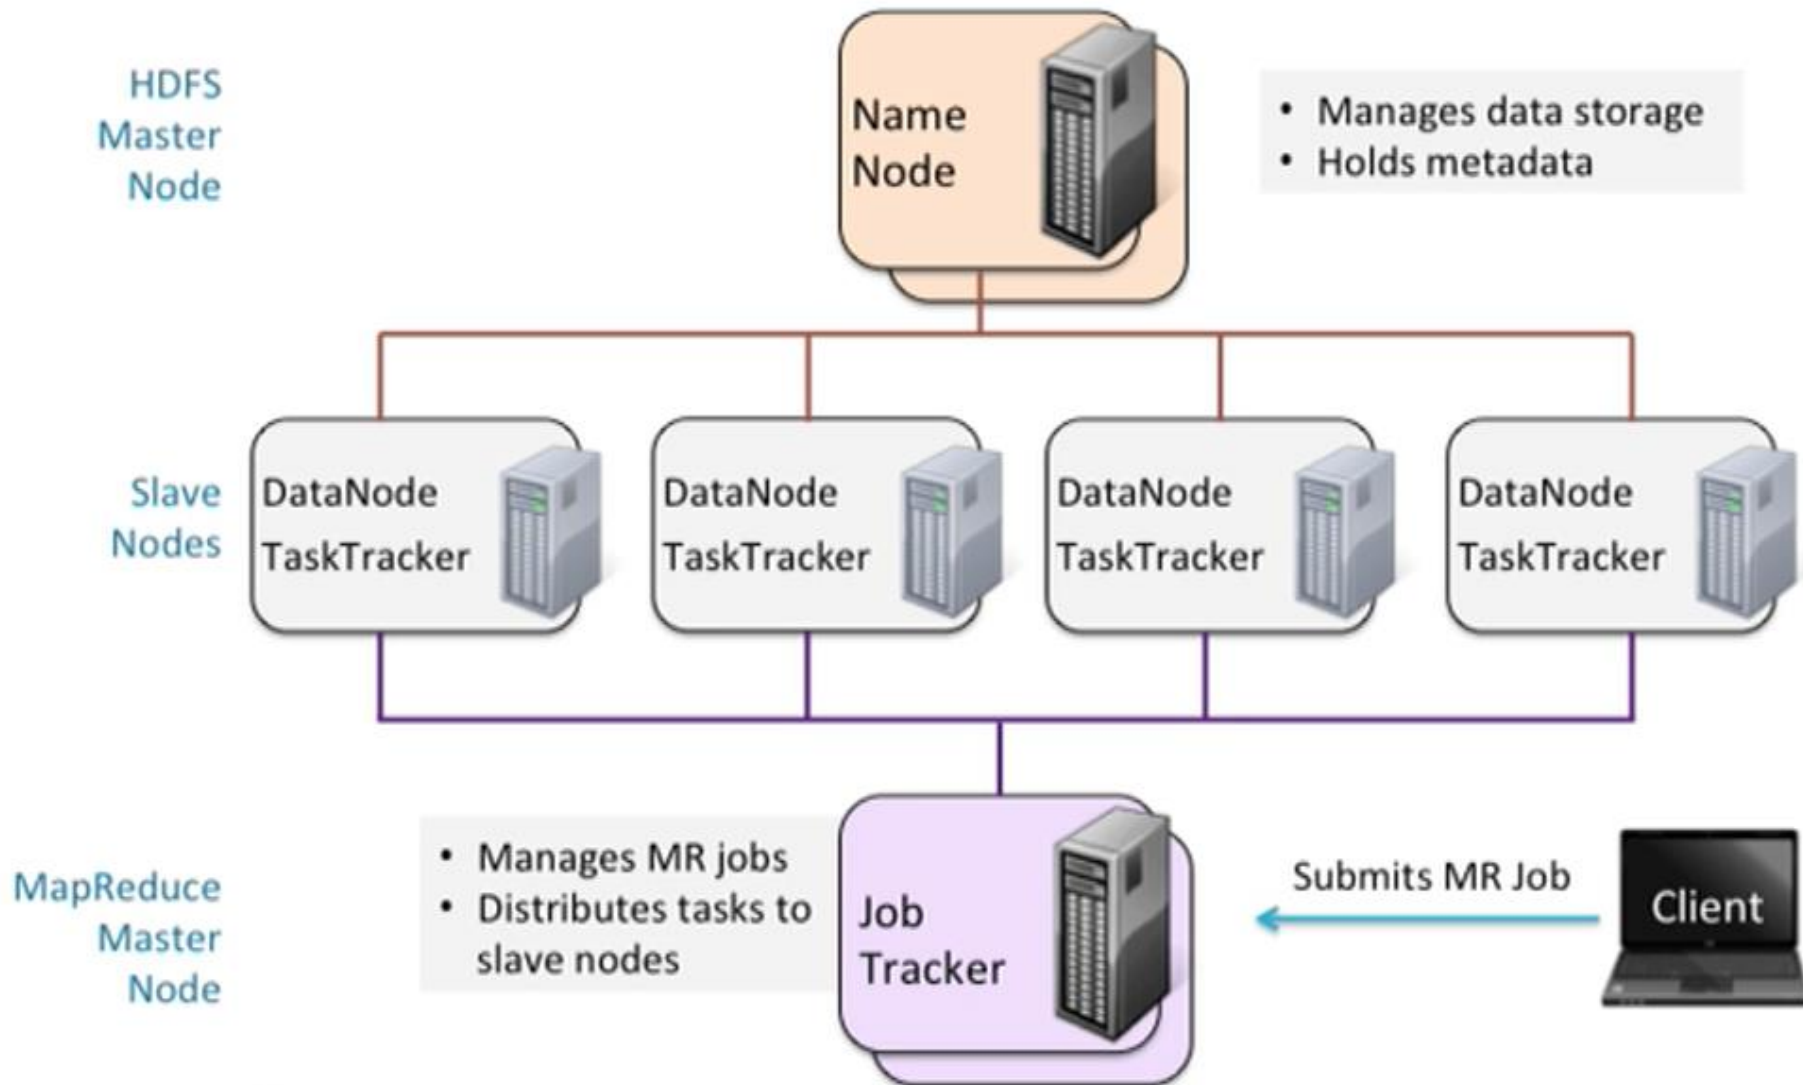 HDFS
Master
Node
Name
Node
• Manages data storage
• Holds metadata
Slave
Nodes
DataNode
TaskTracker
DataNode
TaskTracker
DataNode
TaskTracker
DataNode
TaskTracker
MapReduce
Master
Node
• Manages MR jobs
• Distributes tasks to
slave nodes
Job
Tracker
Submits MR Job
Client